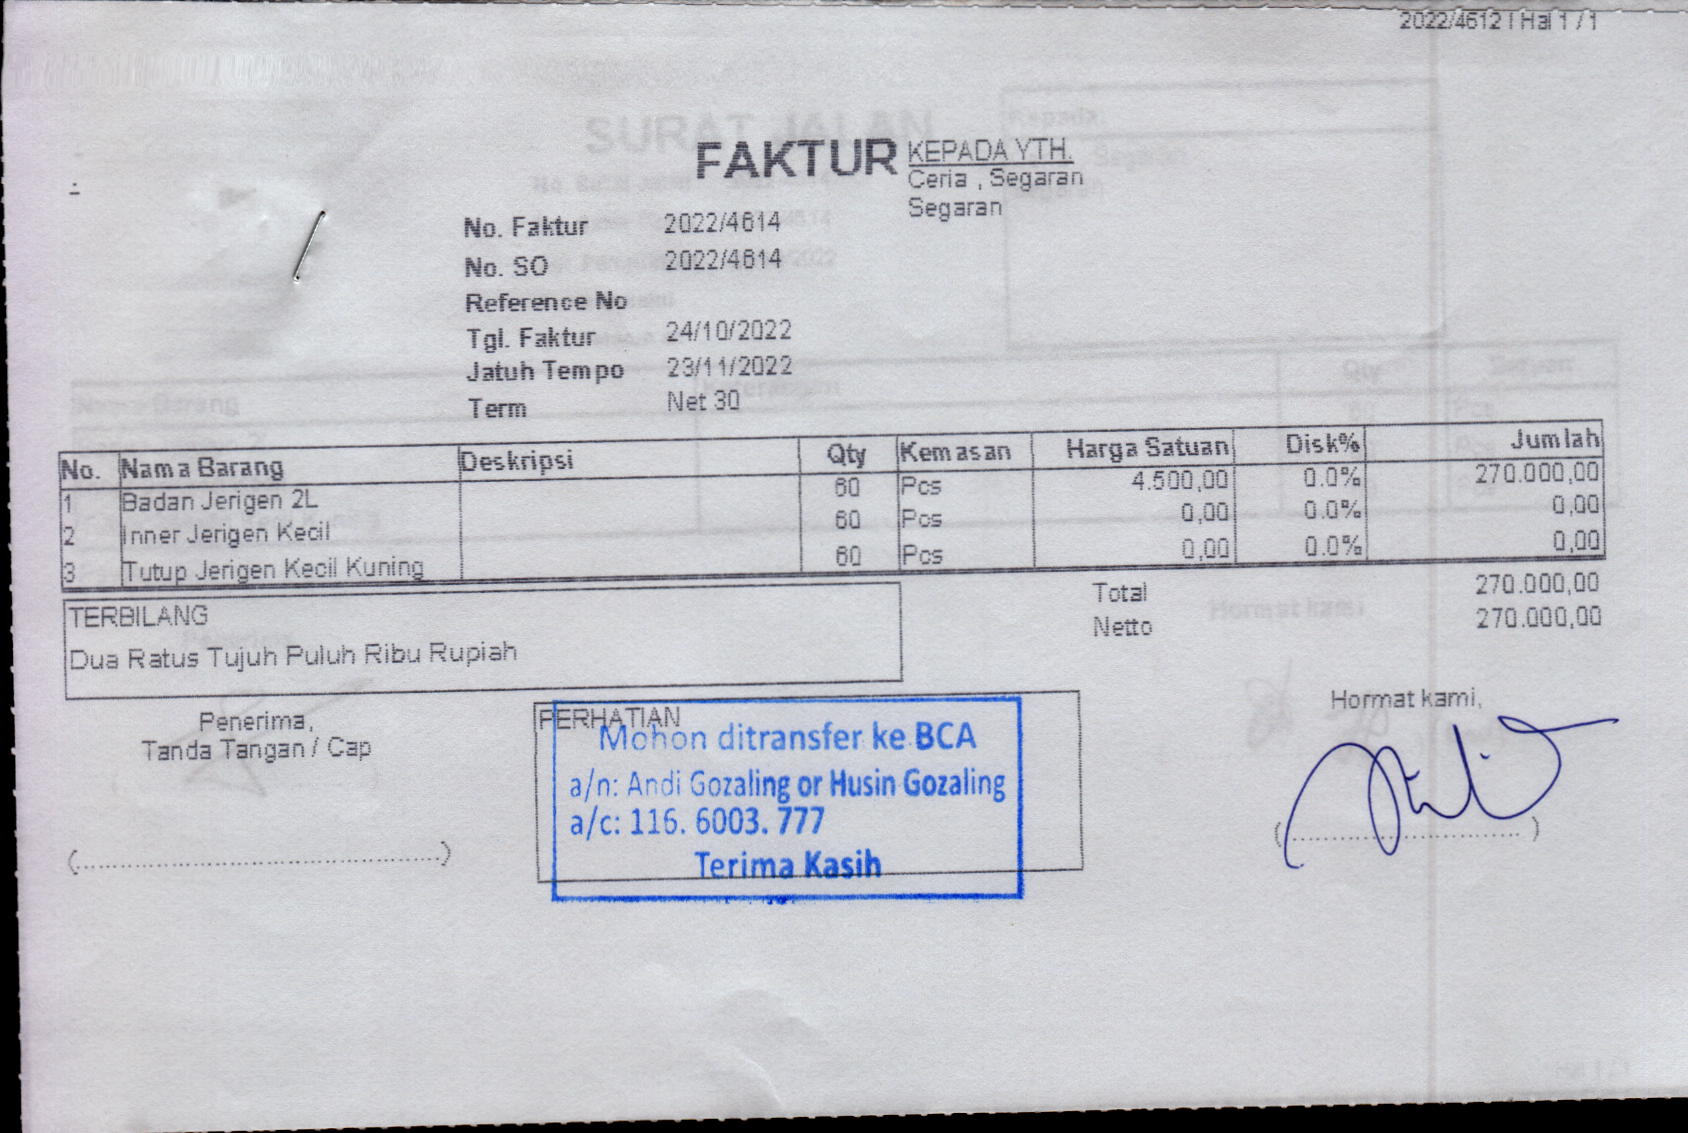 2022/4612 | Hal 1 / 1
SURAT JALAN
FAKTUR
KEPADA YTH.
Ceria , Segaran
Segaran
No. Faktur 2022/4614
No. SO 2022/4614
Reference No
Tgl. Faktur 24/10/2022
Jatuh Tempo 23/11/2022
Term Net 30
No. Nama Barang Deskripsi Qty Kemasan Harga Satuan Disk% Jumlah
1 Badan Jerigen 2L 60 Pcs 4.500,00 0.0% 270.000,00
2 Inner Jerigen Kecil 60 Pcs 0,00 0.0% 0,00
3 Tutup Jerigen Kecil Kuning 60 Pcs 0,00 0.0% 0,00
Total 270.000,00
Netto 270.000,00
TERBILANG
Dua Ratus Tujuh Puluh Ribu Rupiah
Penerima,
Tanda Tangan / Cap
(..................................................)
PERHATIAN
Mohon ditransfer ke BCA
a/n: Andi Gozaling or Husin Gozaling
a/c: 116. 6003. 777
Terima Kasih
Hormat kami,
(..................................)